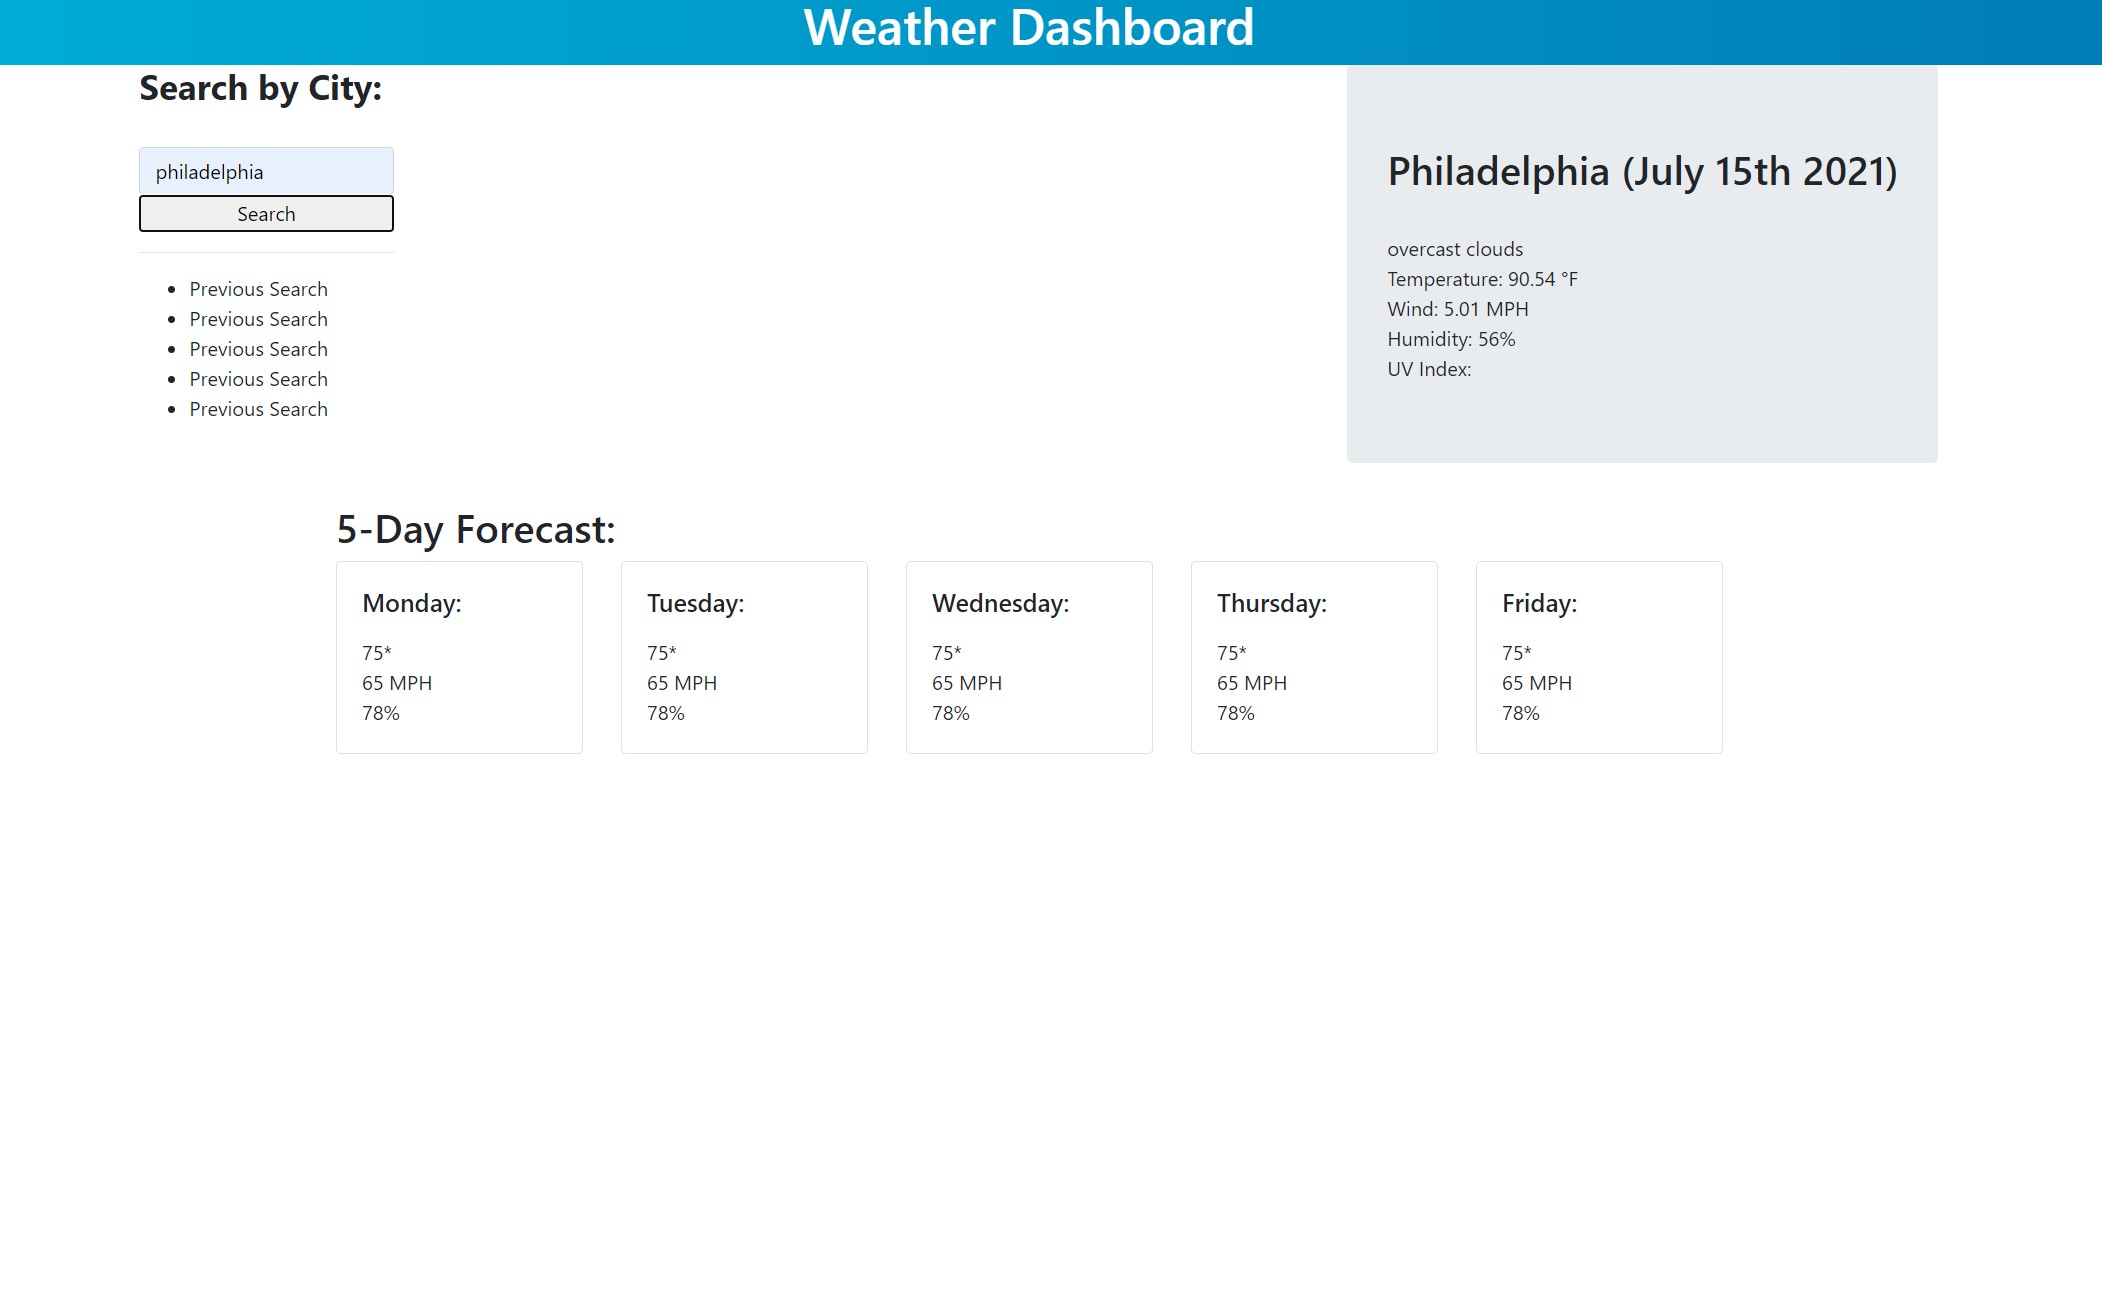 Weather Dashboard
Search by City:
philadelphia
Search
Previous Search
Previous Search
Previous Search
Previous Search
Previous Search
Philadelphia (July 15th 2021)
overcast clouds
Temperature: 90.54 °F
Wind: 5.01 MPH
Humidity: 56%
UV Index:
5-Day Forecast:
Monday:
75*
65 MPH
78%
Tuesday:
75*
65 MPH
78%
Wednesday:
75*
65 MPH
78%
Thursday:
75*
65 MPH
78%
Friday:
75*
65 MPH
78%